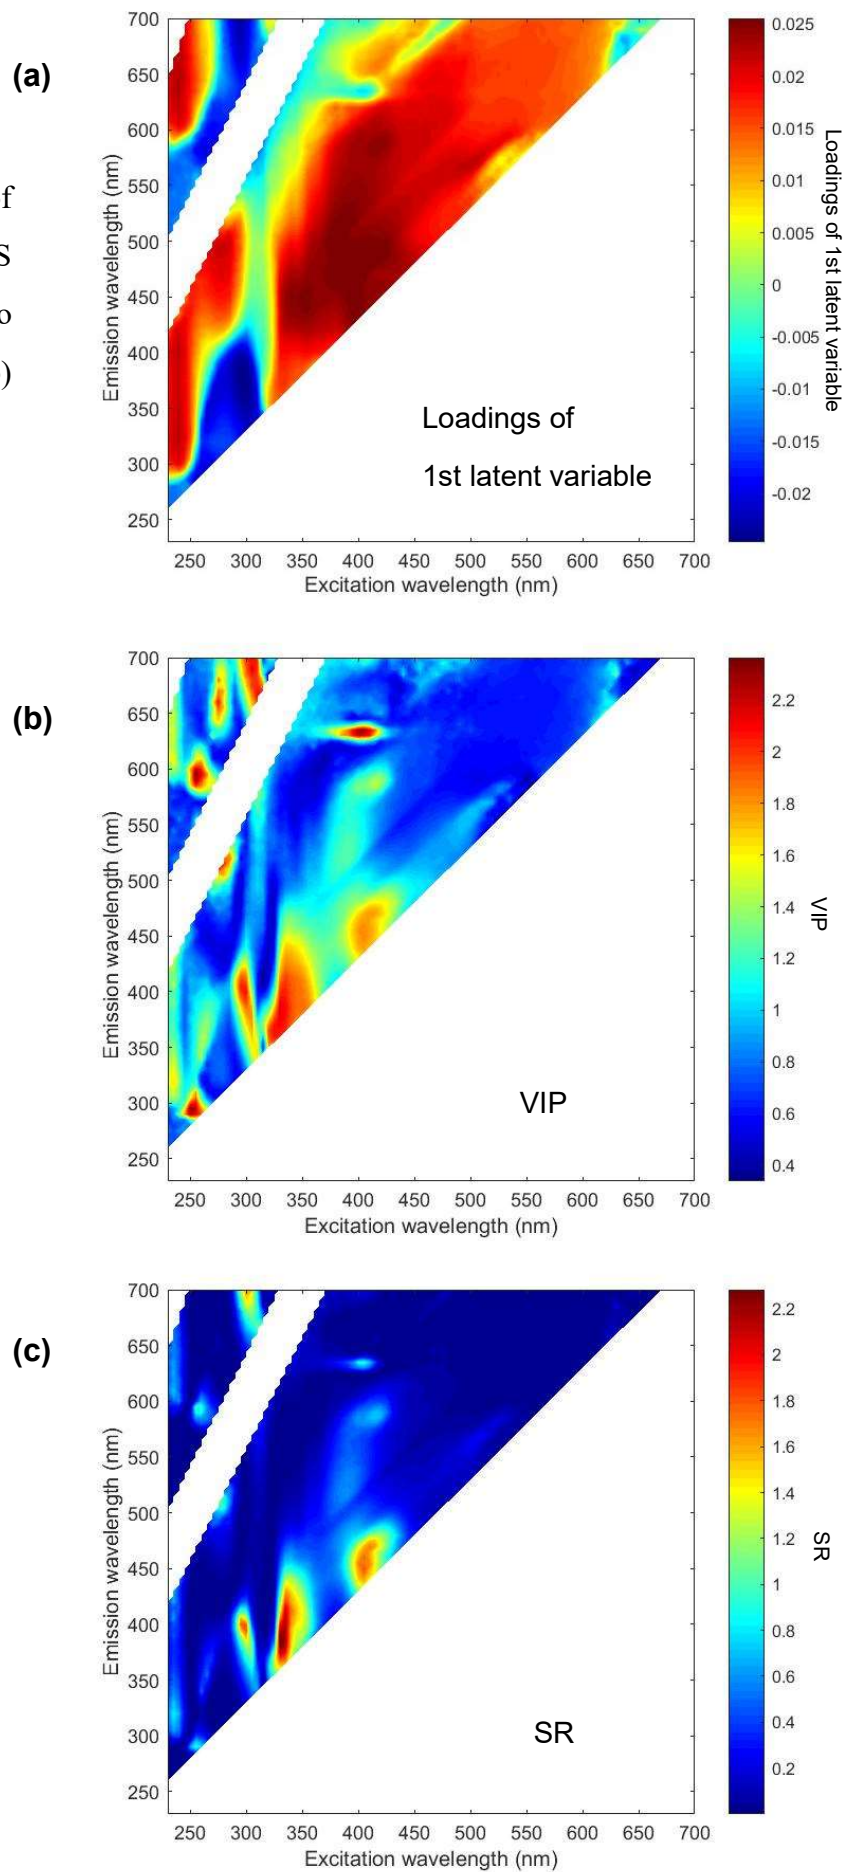 (a)
f
S
o
)
700
650
600
550
500
450
400
350
300
250
Emission wavelength (nm)
250 300 350 400 450 500 550 600 650 700
Excitation wavelength (nm)
Loadings of
1st latent variable
0.025
0.02
0.015
0.01
0.005
0
-0.005
-0.01
-0.015
-0.02
Loadings of 1st latent variable
(b)
700
650
600
550
500
450
400
350
300
250
Emission wavelength (nm)
250 300 350 400 450 500 550 600 650 700
Excitation wavelength (nm)
VIP
2.2
2
1.8
1.6
1.4
1.2
1
0.8
0.6
0.4
VIP
(c)
700
650
600
550
500
450
400
350
300
250
Emission wavelength (nm)
250 300 350 400 450 500 550 600 650 700
Excitation wavelength (nm)
SR
2.2
2
1.8
1.6
1.4
1.2
1
0.8
0.6
0.4
0.2
SR